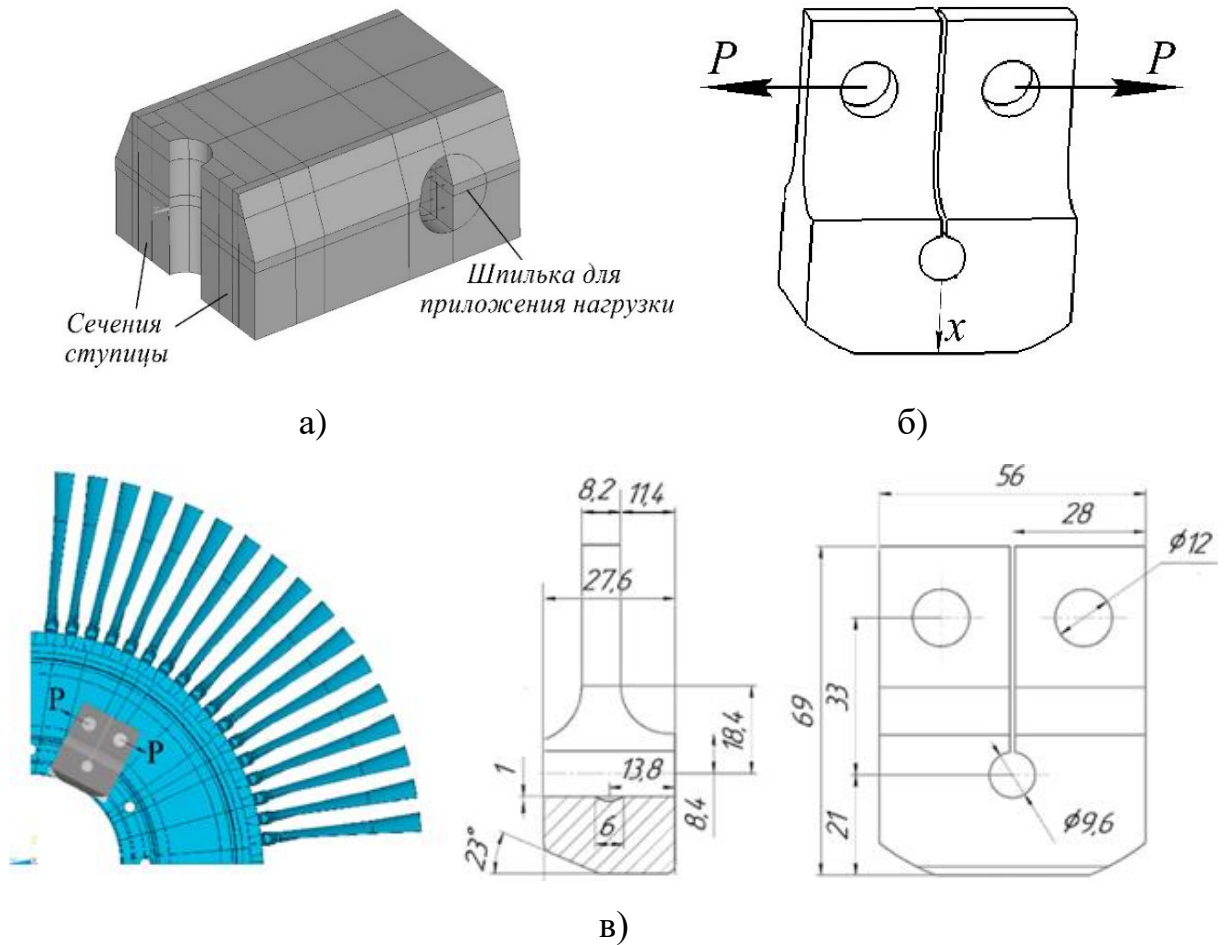 Сечения
ступицы
Шпилька для
приложения нагрузки
а)
P
P
x
б)
P
P
8,2
11,4
27,6
1
13,8
6
23°
18,4
8,4
56
28
ϕ12
69
33
21
ϕ9,6
в)